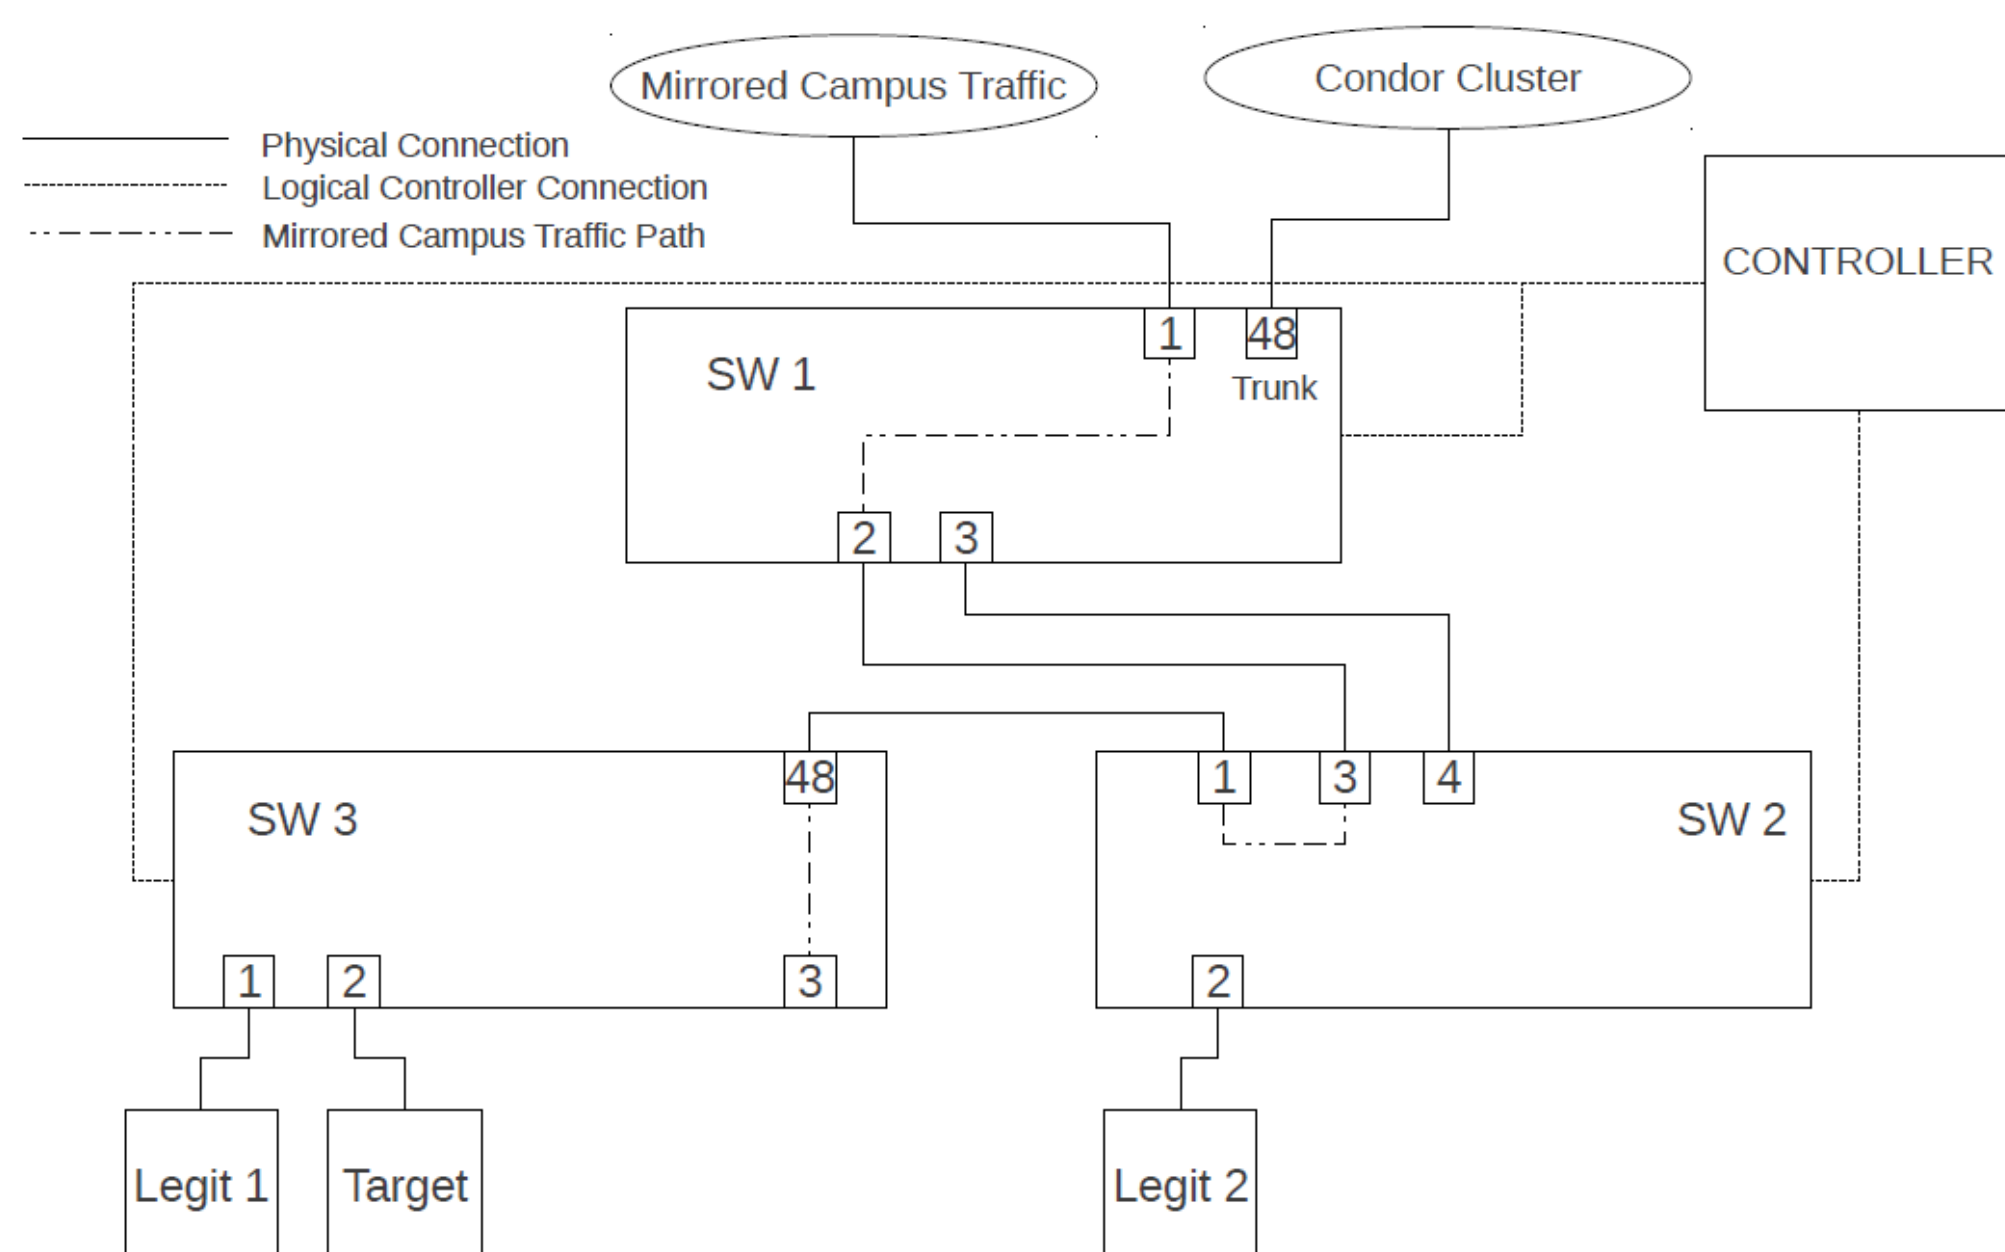 Mirrored Campus Traffic
Condor Cluster
Physical Connection
Logical Controller Connection
Mirrored Campus Traffic Path
CONTROLLER
1
48
SW 1
Trunk
2
3
48
1
3
4
SW 3
SW 2
1
2
3
2
Legit 1
Target
Legit 2